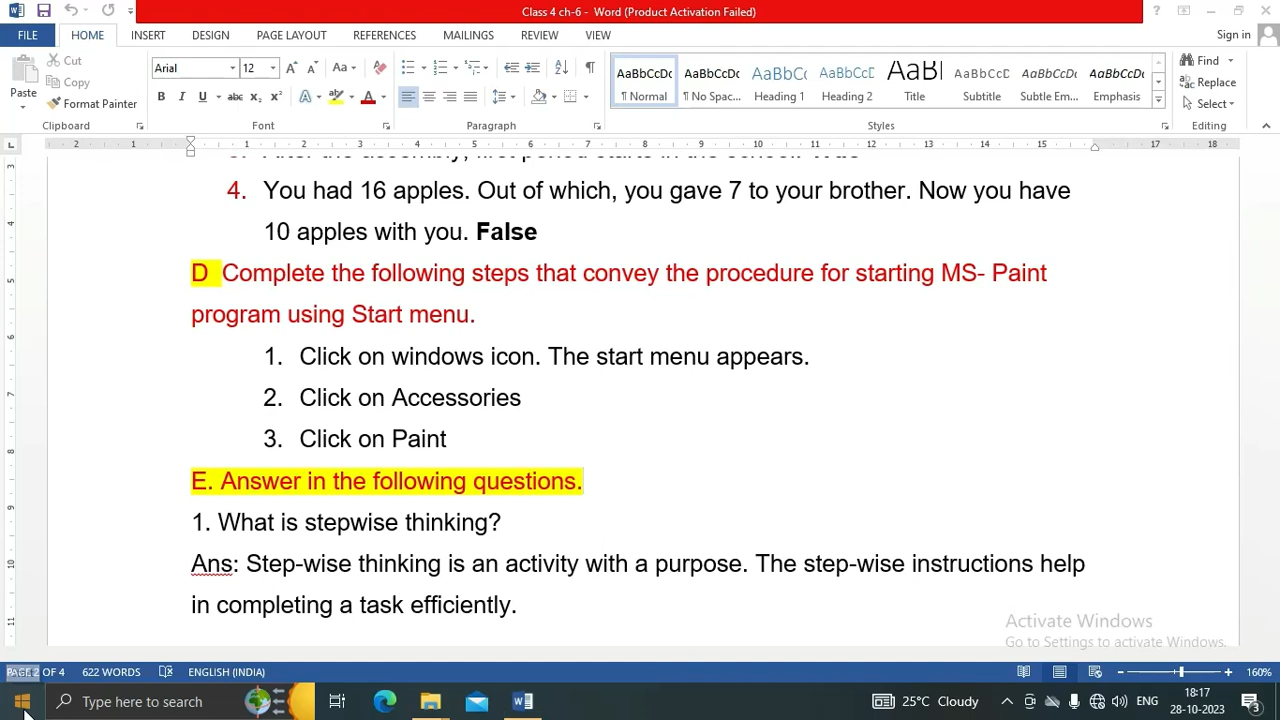 Class 4 ch-6 - Word (Product Activation Failed)
Sign in
FILE HOME INSERT DESIGN PAGE LAYOUT REFERENCES MAILINGS REVIEW VIEW
Paste Cut Copy Format Painter
Arial 12
AaBbCcDc AaBbCcDc AaBbC AaBbCcC AaBl AaBbCcD AaBbCcDc AaBbCcDc
¶ Normal ¶ No Spac... Heading 1 Heading 2 Title Subtitle Subtle Em... Emphasis
Find
Replace
Select
Clipboard Font Paragraph Styles Editing
4. You had 16 apples. Out of which, you gave 7 to your brother. Now you have
10 apples with you. False
D Complete the following steps that convey the procedure for starting MS- Paint
program using Start menu.
1. Click on windows icon. The start menu appears.
2. Click on Accessories
3. Click on Paint
E. Answer in the following questions.
1. What is stepwise thinking?
Ans: Step-wise thinking is an activity with a purpose. The step-wise instructions help
in completing a task efficiently.
Activate Windows
Go to Settings to activate Windows.
PAGE 2 OF 4 622 WORDS ENGLISH (INDIA) 160%
Type here to search 25°C Cloudy ENG 18:17
28-10-2023